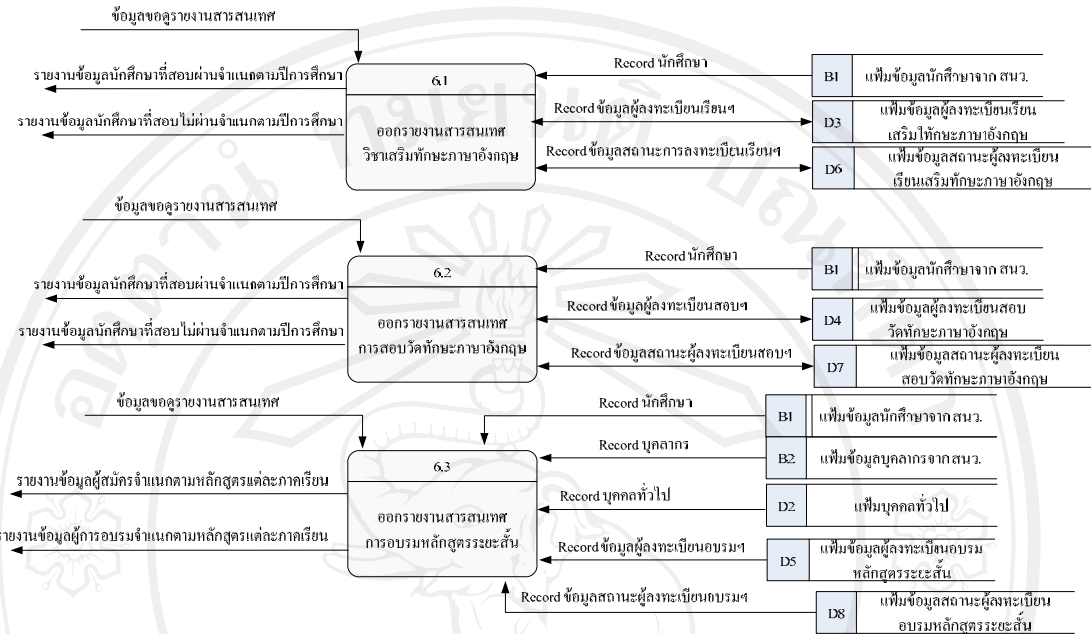 ข้อมูลขอดูรายงานสารสนเทศ
รายงานข้อมูลนักศึกษาที่สอบผ่านจำแนกตามปีการศึกษา
รายงานข้อมูลนักศึกษาที่สอบไม่ผ่านจำแนกตามปีการศึกษา
6.1
ออกรายงานสารสนเทศ
วิชาเสริมทักษะภาษาอังกฤษ
Record นักศึกษา
B1 แฟ้มข้อมูลนักศึกษาจาก สนว.
Record ข้อมูลผู้ลงทะเบียนเรียนฯ
D3 แฟ้มข้อมูลผู้ลงทะเบียนเรียน
เสริมใทักษะภาษาอังกฤษ
Record ข้อมูลสถานะการลงทะเบียนเรียนฯ
D6 แฟ้มข้อมูลสถานะผู้ลงทะเบียน
เรียนเสริมทักษะภาษาอังกฤษ
ข้อมูลขอดูรายงานสารสนเทศ
รายงานข้อมูลนักศึกษาที่สอบผ่านจำแนกตามปีการศึกษา
รายงานข้อมูลนักศึกษาที่สอบไม่ผ่านจำแนกตามปีการศึกษา
6.2
ออกรายงานสารสนเทศ
การสอบวัดทักษะภาษาอังกฤษ
Record นักศึกษา
B1 แฟ้มข้อมูลนักศึกษาจาก สนว.
Record ข้อมูลผู้ลงทะเบียนสอบฯ
D4 แฟ้มข้อมูลผู้ลงทะเบียนสอบ
วัดทักษะภาษาอังกฤษ
Record ข้อมูลสถานะผู้ลงทะเบียนสอบฯ
D7 แฟ้มข้อมูลสถานะผู้ลงทะเบียน
สอบวัดทักษะภาษาอังกฤษ
ข้อมูลขอดูรายงานสารสนเทศ
รายงานข้อมูลผู้สมัครจำแนกตามหลักสูตรแต่ละภาคเรียน
รายงานข้อมูลผู้การอบรมจำแนกตามหลักสูตรแต่ละภาคเรียน
6.3
ออกรายงานสารสนเทศ
การอบรมหลักสูตรระยะสั้น
Record นักศึกษา
B1 แฟ้มข้อมูลนักศึกษาจาก สนว.
Record บุคลากร
B2 แฟ้มข้อมูลบุคลากรจากสนว.
Record บุคคลทั่วไป
D2 แฟ้มบุคคลทั่วไป
Record ข้อมูลผู้ลงทะเบียนอบรมฯ
D5 แฟ้มข้อมูลผู้ลงทะเบียนอบรม
หลักสูตรระยะสั้น
Record ข้อมูลสถานะผู้ลงทะเบียนอบรมฯ
D8 แฟ้มข้อมูลสถานะผู้ลงทะเบียน
อบรมหลักสูตรระยะสั้น